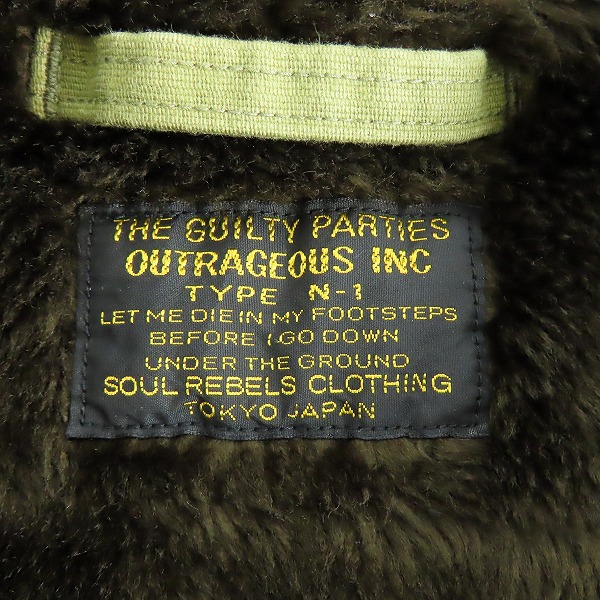 THE GUILTY PARTIES
OUTRAGEOUS INC
TYPE N-1
LET ME DIE IN MY FOOTSTEPS
BEFORE I GO DOWN
UNDER THE GROUND
SOUL REBELS CLOTHING
TOKYO JAPAN